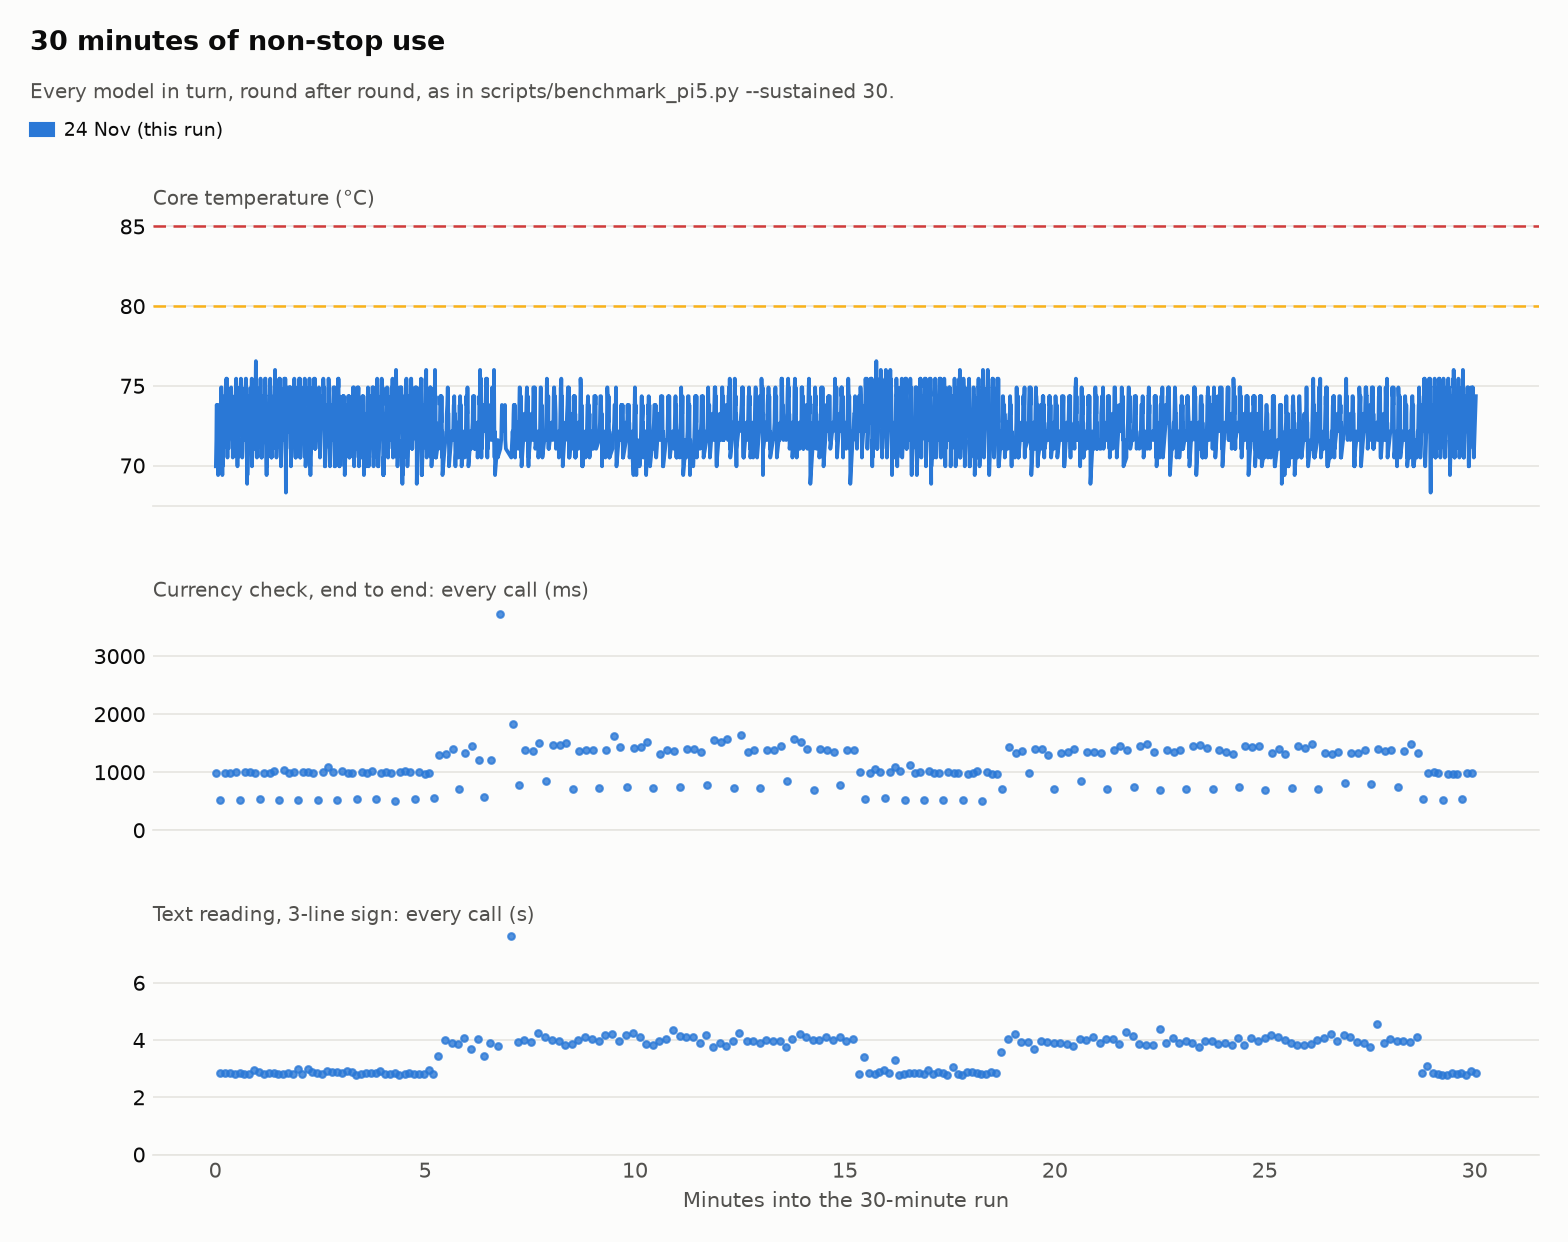 30 minutes of non-stop use
Every model in turn, round after round, as in scripts/benchmark_pi5.py --sustained 30.
24 Nov (this run)
Core temperature (°C)
85
80
75
70
Currency check, end to end: every call (ms)
3000
2000
1000
0
Text reading, 3-line sign: every call (s)
6
4
2
0
0 5 10 15 20 25 30
Minutes into the 30-minute run